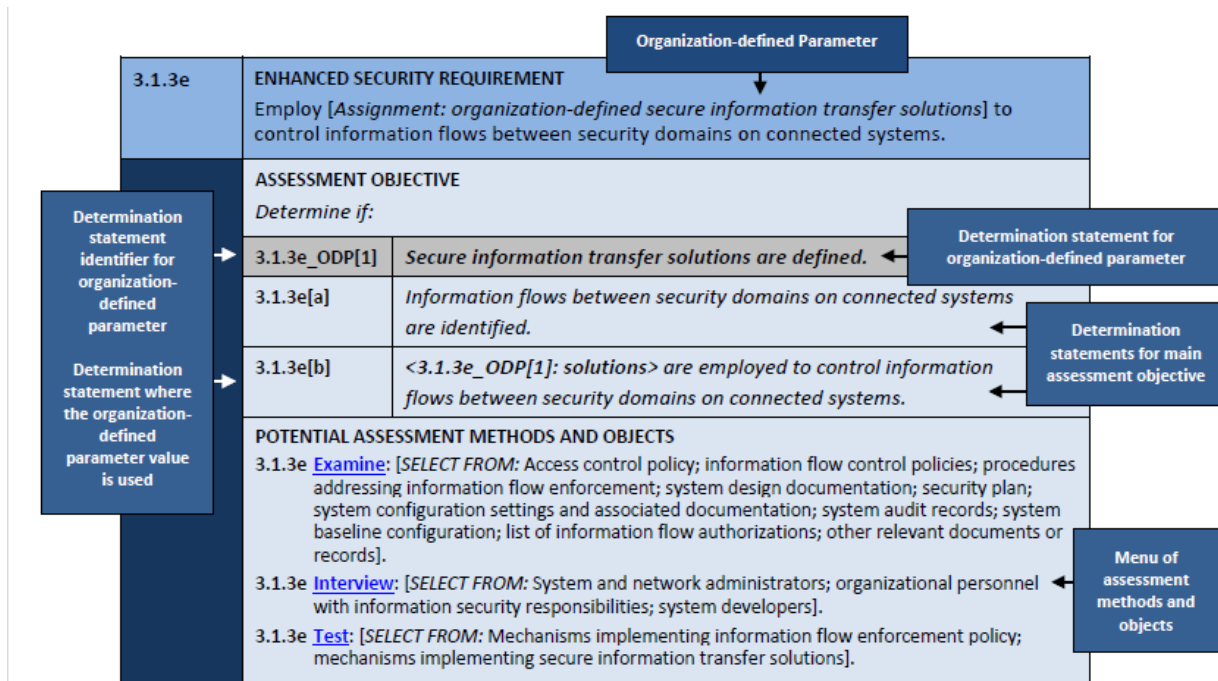 Organization-defined Parameter
3.1.3e
ENHANCED SECURITY REQUIREMENT
Employ [Assignment: organization-defined secure information transfer solutions] to
control information flows between security domains on connected systems.
ASSESSMENT OBJECTIVE
Determine if:
Determination
statement
identifier for
organization-
defined
parameter
3.1.3e_ODP[1]
Secure information transfer solutions are defined.
Determination statement for
organization-defined parameter
3.1.3e[a]
Information flows between security domains on connected systems
are identified.
Determination
statements for main
assessment objective
Determination
statement where
the organization-
defined
parameter value
is used
3.1.3e[b]
<3.1.3e_ODP[1]: solutions> are employed to control information
flows between security domains on connected systems.
POTENTIAL ASSESSMENT METHODS AND OBJECTS
3.1.3e Examine: [SELECT FROM: Access control policy; information flow control policies; procedures
addressing information flow enforcement; system design documentation; security plan;
system configuration settings and associated documentation; system audit records; system
baseline configuration; list of information flow authorizations; other relevant documents or
records].
3.1.3e Interview: [SELECT FROM: System and network administrators; organizational personnel
with information security responsibilities; system developers].
3.1.3e Test: [SELECT FROM: Mechanisms implementing information flow enforcement policy;
mechanisms implementing secure information transfer solutions].
Menu of
assessment
methods and
objects